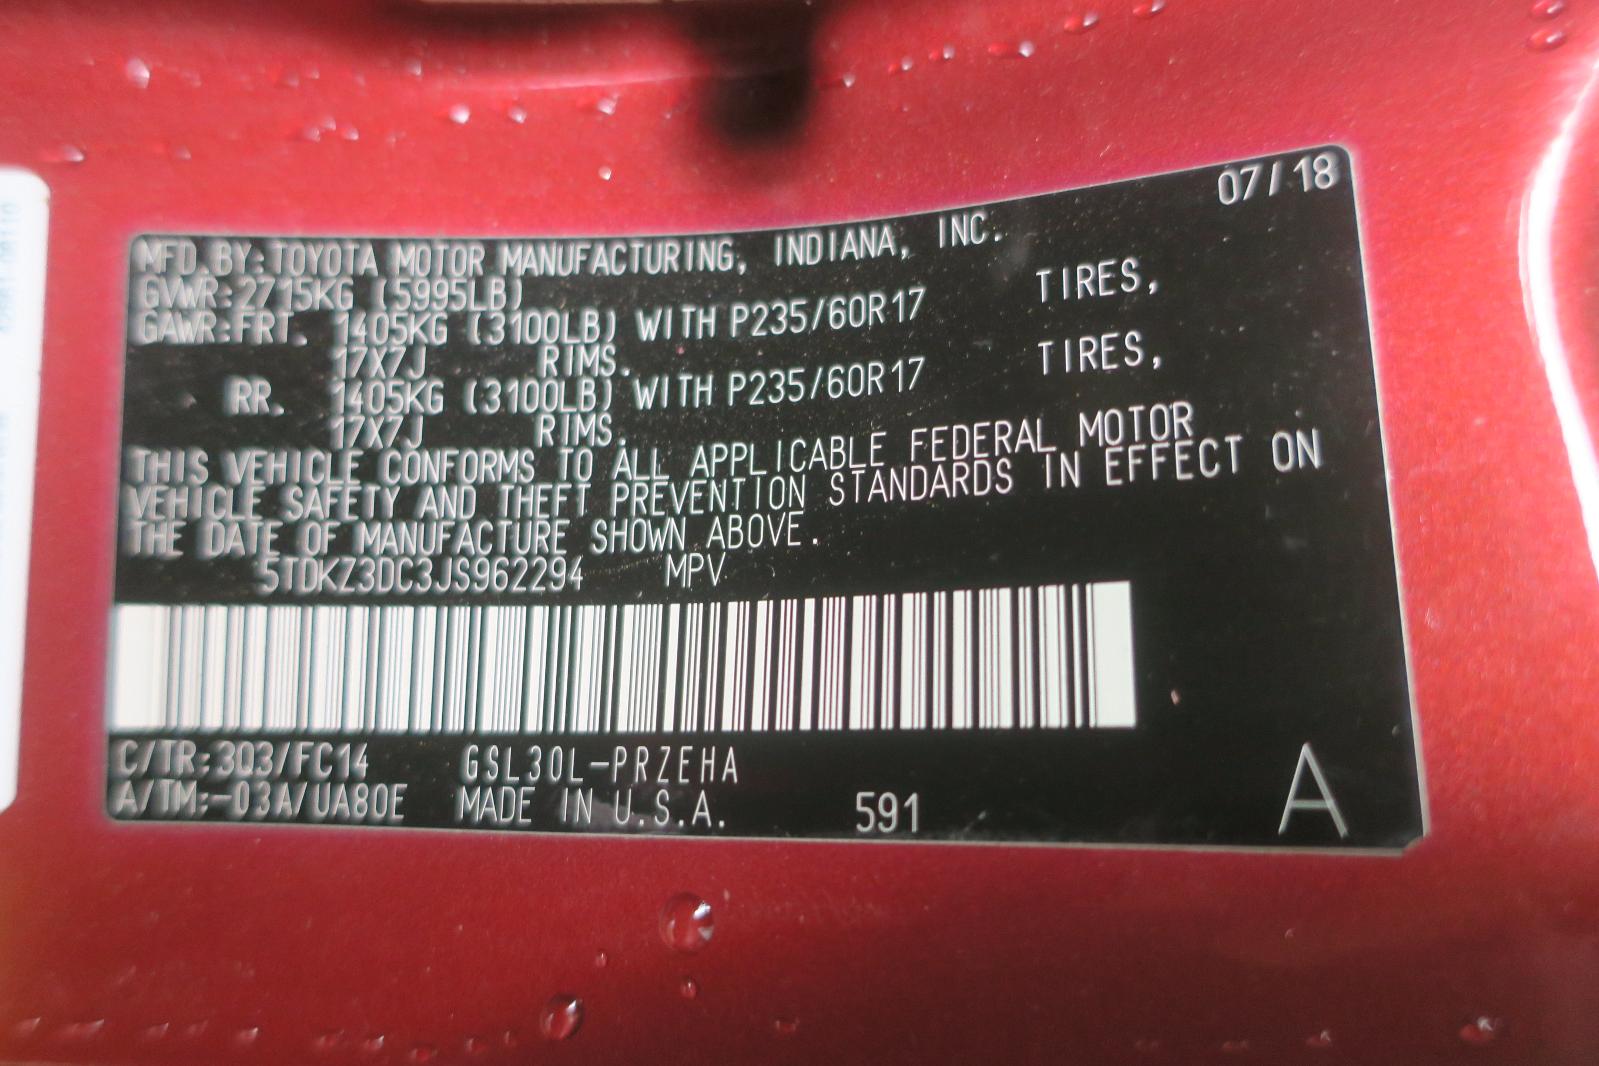 07/18
MFD.BY:TOYOTA MOTOR MANUFACTURING, INDIANA, INC.
GVWR:2715KG (5995LB)
GAWR:FRT. 1405KG (3100LB) WITH P235/60R17 TIRES,
17X7J RIMS.
RR. 1405KG (3100LB) WITH P235/60R17 TIRES,
17X7J RIMS.
THIS VEHICLE CONFORMS TO ALL APPLICABLE FEDERAL MOTOR
VEHICLE SAFETY AND THEFT PREVENTION STANDARDS IN EFFECT ON
THE DATE OF MANUFACTURE SHOWN ABOVE.
5TDKZ3DC3JS962294 MPV
C/TR:3Q3/FC14 GSL30L-PRZEHA
A/TM:-03A/UA80E MADE IN U.S.A. 591 A